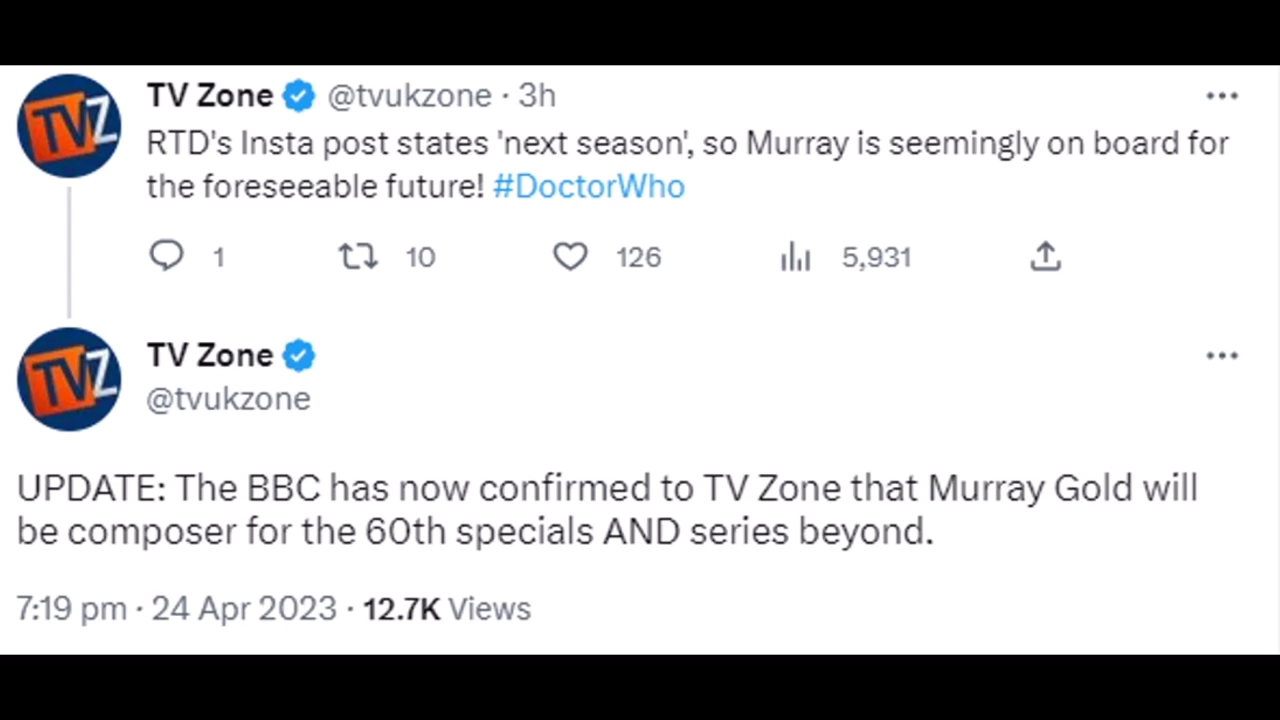 TVZ
TV Zone @tvukzone · 3h
RTD's Insta post states 'next season', so Murray is seemingly on board for
the foreseeable future! #DoctorWho
1 10 126 5,931
TVZ
TV Zone
@tvukzone
UPDATE: The BBC has now confirmed to TV Zone that Murray Gold will
be composer for the 60th specials AND series beyond.
7:19 pm · 24 Apr 2023 · 12.7K Views